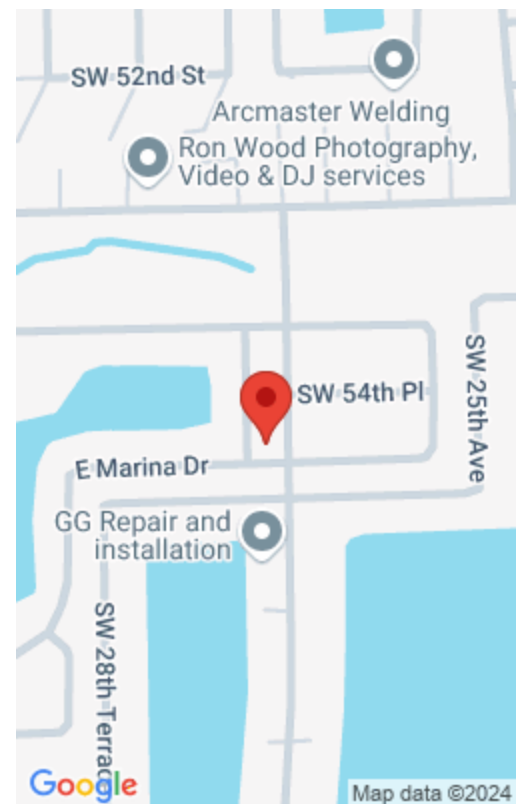 SW 52nd St
Arcmaster Welding
Ron Wood Photography,
Video & DJ services
SW 25th Ave
SW 54th Pl
E Marina Dr
GG Repair and
installation
SW 28th Terrace
Google
Map data ©2024